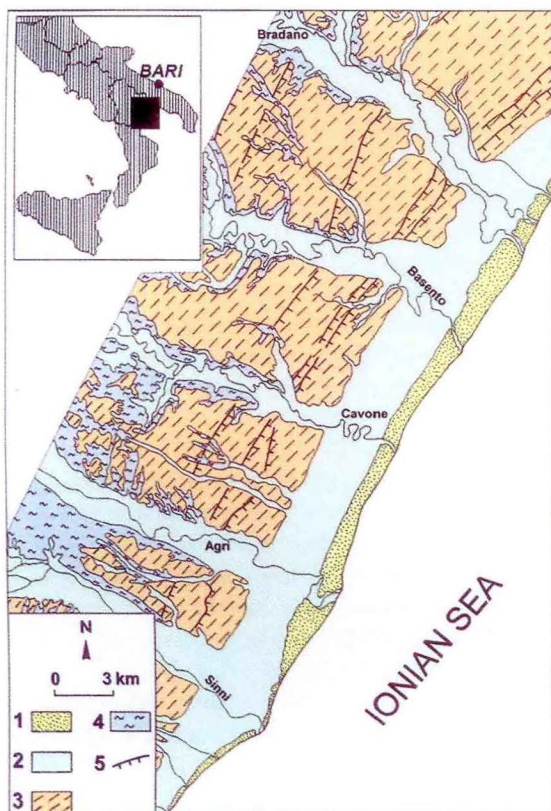 Bradano
BARI
Basento
Cavone
Agri
IONIAN SEA
Sinni
N
0 3 km
1 4
2 5
3